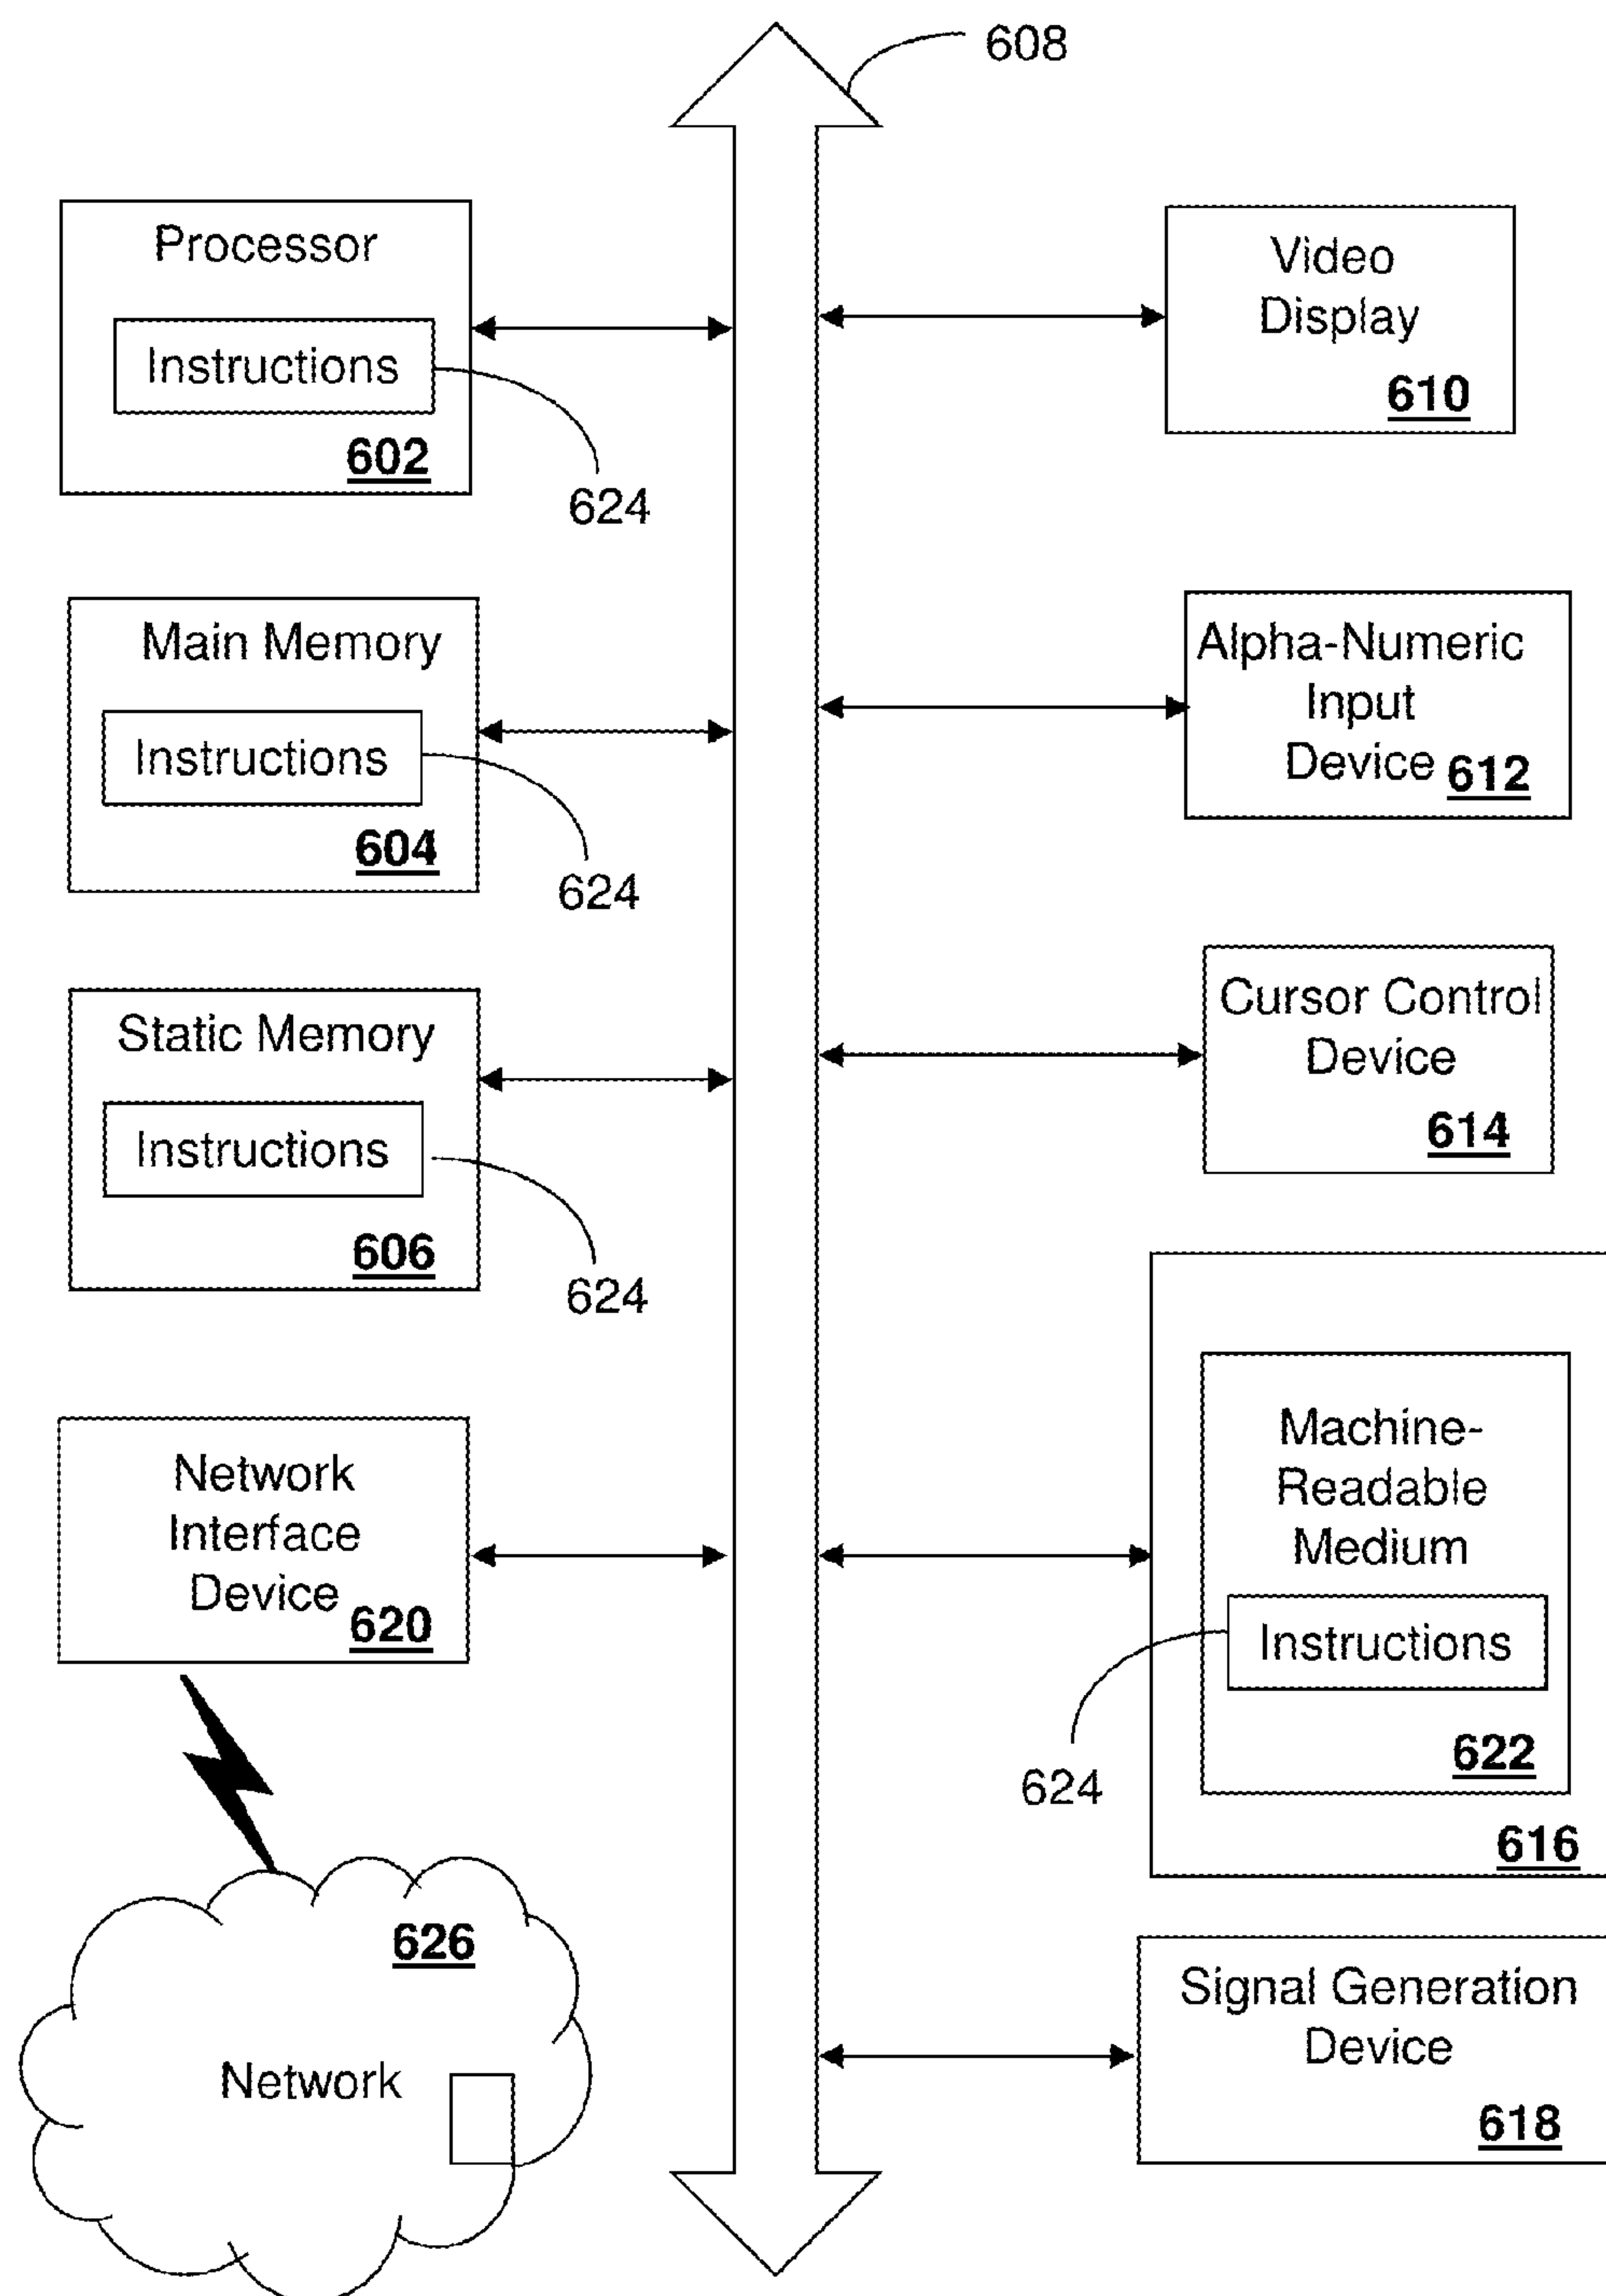 608
Processor
Instructions
602
624
Main Memory
Instructions
604
624
Static Memory
Instructions
606
624
Network
Interface
Device
620
626
Network
Video
Display
610
Alpha-Numeric
Input
Device
612
Cursor Control
Device
614
Machine-
Readable
Medium
Instructions
624
622
616
Signal Generation
Device
618